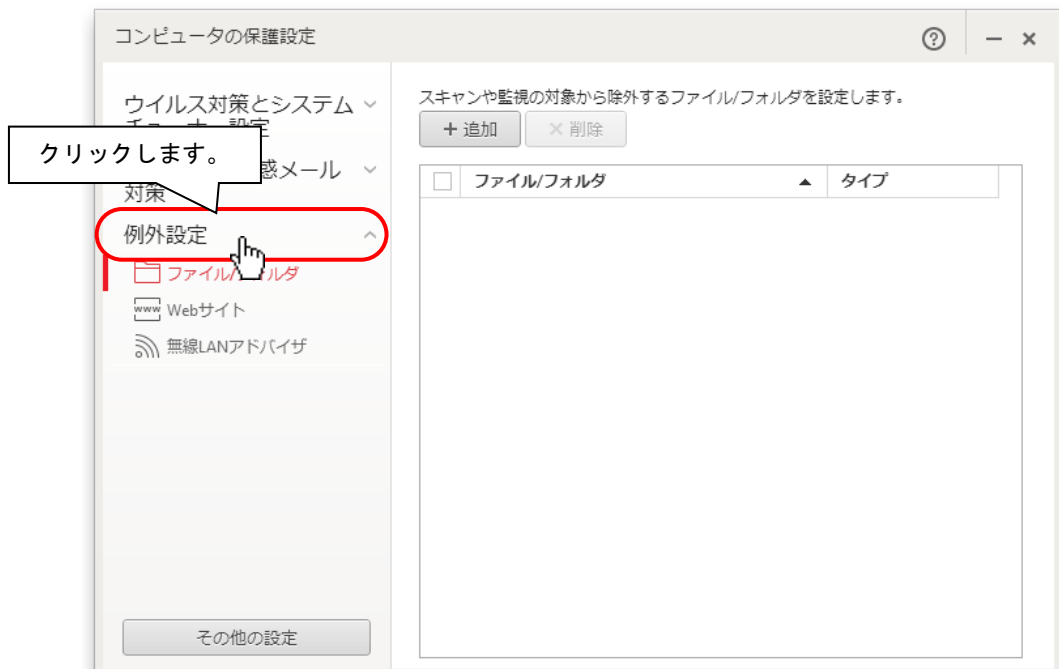 コンピュータの保護設定
ウイルス対策とシステム
設定
クリックします。
惑メール
対策
例外設定
ファイル/フォルダ
Webサイト
無線LANアドバイザ
その他の設定
スキャンや監視の対象から除外するファイル/フォルダを設定します。
+ 追加
× 削除
ファイル/フォルダ
タイプ